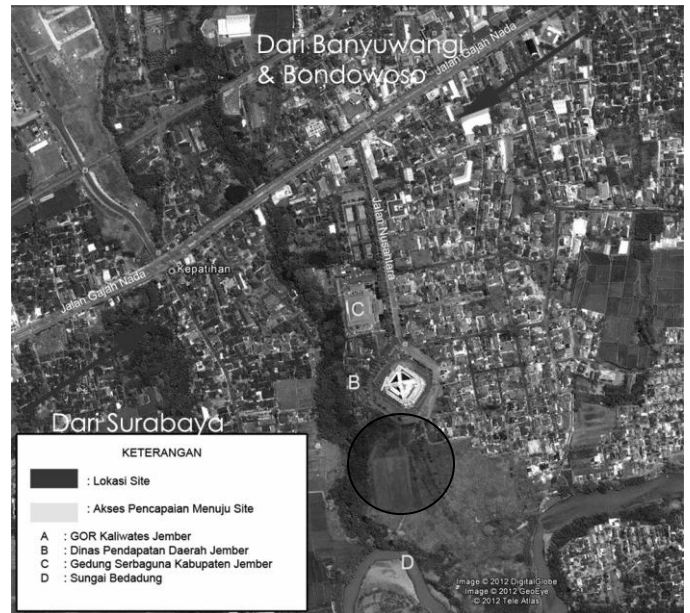 Dari Banyuwangi
& Bondowoso
Jalan Gajah Nada
Jalan Nusantara
Kepatihan
Jalan Gajah Nada
C
B
Dari Surabaya
KETERANGAN
: Lokasi Site
: Akses Pencapaian Menuju Site
A : GOR Kaliwates Jember
B : Dinas Pendapatan Daerah Jember
C : Gedung Serbaguna Kabupaten Jember
D : Sungai Bedadung
D
Image © 2012 DigitalGlobe
Image © 2012 GeoEye
© 2012 Tele Atlas